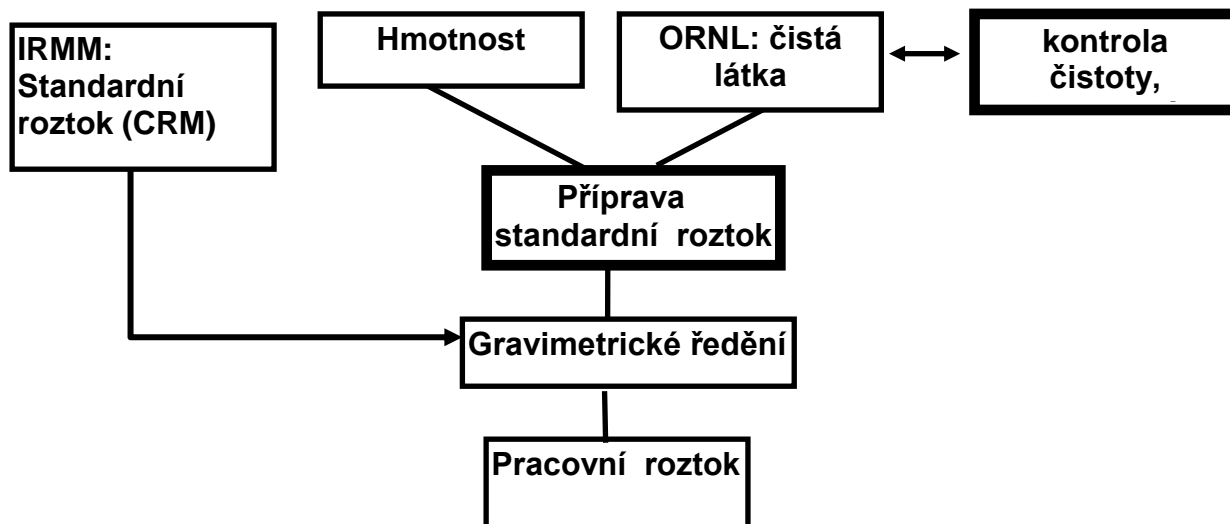 IRMM:
Standardní
roztok (CRM)
Hmotnost
ORNL: čistá
látka
kontrola
čistoty,
Příprava
standardní roztok
Gravimetrické ředění
Pracovní roztok